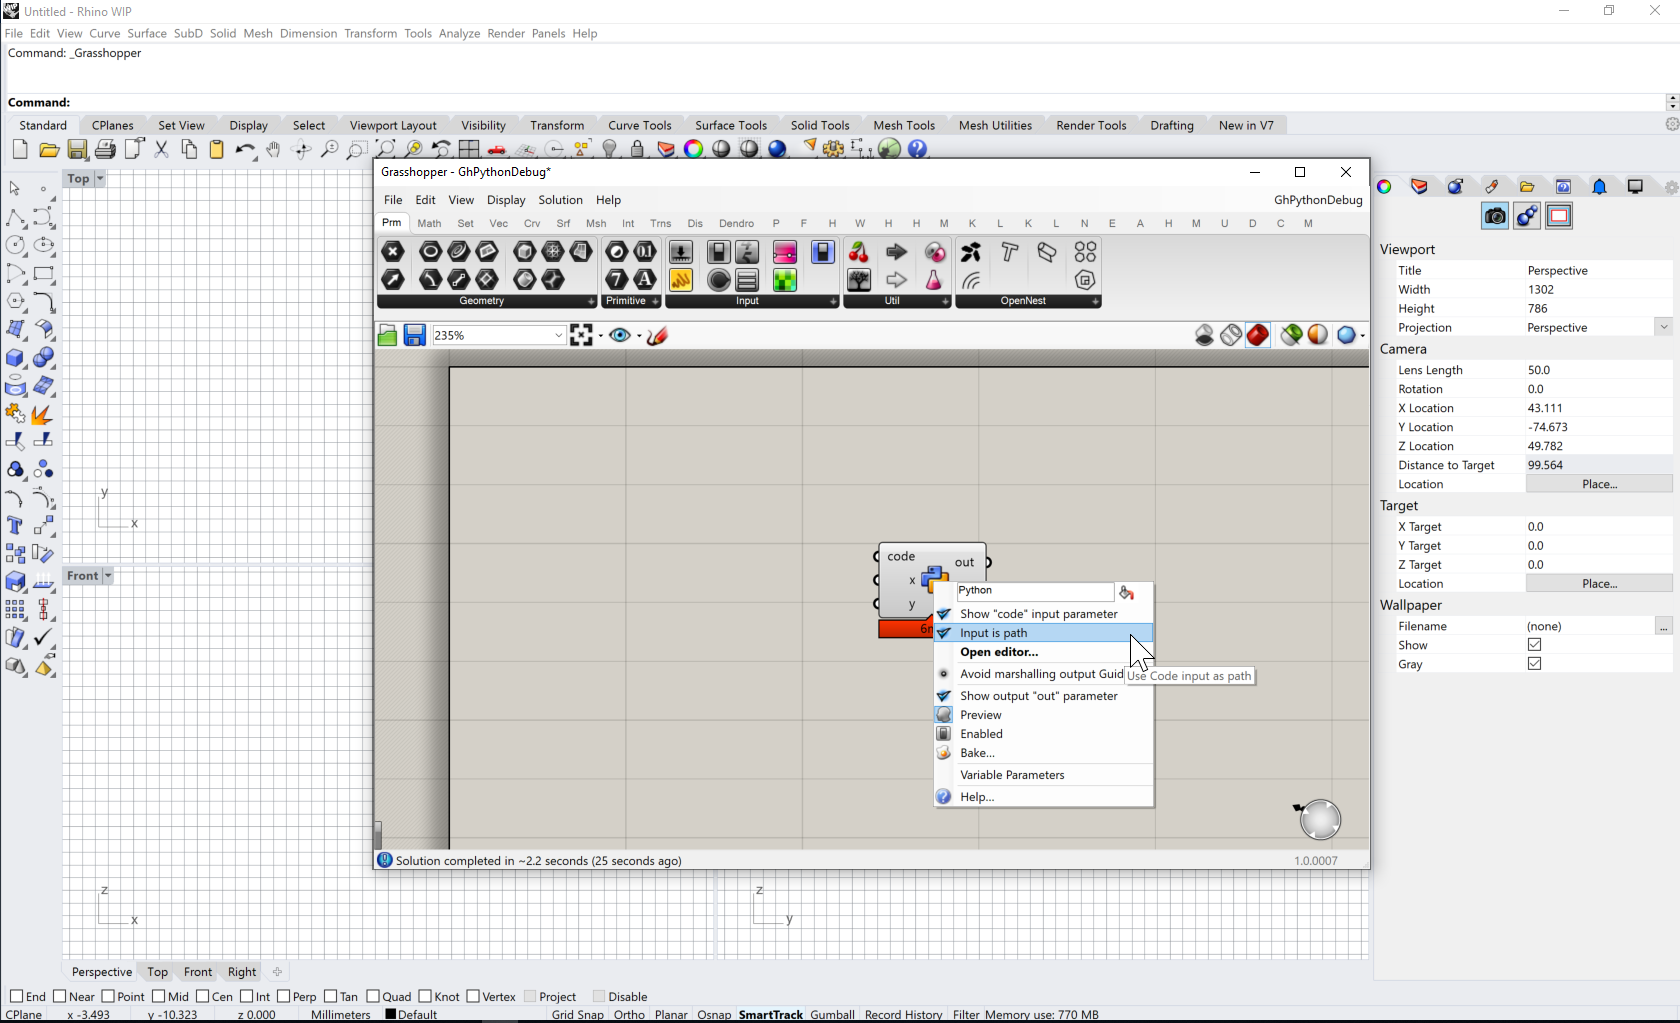 Untitled - Rhino WIP
File Edit View Curve Surface SubD Solid Mesh Dimension Transform Tools Analyze Render Panels Help
Command: _Grasshopper
Command:
Standard CPlanes Set View Display Select Viewport Layout Visibility Transform Curve Tools Surface Tools Solid Tools Mesh Tools Mesh Utilities Render Tools Drafting New in V7
Top
Grasshopper - GhPythonDebug*
File Edit View Display Solution Help GhPythonDebug
Prm Math Set Vec Crv Srf Msh Int Trns Dis Dendro P F H W H H M K L K L N E A H M U D C M
Geometry Primitive Input Util OpenNest
235%
code
x
y
out
Python
Show "code" input parameter
Input is path
Open editor...
Avoid marshalling output Guid
Use Code input as path
Show output "out" parameter
Preview
Enabled
Bake...
Variable Parameters
Help...
Solution completed in ~2.2 seconds (25 seconds ago) 1.0.0007
y
x
Front
z
x
z
y
Viewport
Title Perspective
Width 1302
Height 786
Projection Perspective
Camera
Lens Length 50.0
Rotation 0.0
X Location 43.111
Y Location -74.673
Z Location 49.782
Distance to Target 99.564
Location Place...
Target
X Target 0.0
Y Target 0.0
Z Target 0.0
Location Place...
Wallpaper
Filename (none) ...
Show
Gray
Perspective Top Front Right
End Near Point Mid Cen Int Perp Tan Quad Knot Vertex Project Disable
CPlane x -3.493 y -10.323 z 0.000 Millimeters Default Grid Snap Ortho Planar Osnap SmartTrack Gumball Record History Filter Memory use: 770 MB